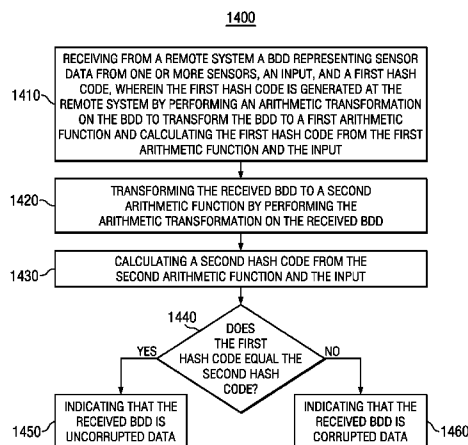 1400
1410
RECEIVING FROM A REMOTE SYSTEM A BDD REPRESENTING SENSOR
DATA FROM ONE OR MORE SENSORS, AN INPUT, AND A FIRST HASH
CODE, WHEREIN THE FIRST HASH CODE IS GENERATED AT THE
REMOTE SYSTEM BY PERFORMING AN ARITHMETIC TRANSFORMATION
ON THE BDD TO TRANSFORM THE BDD TO A FIRST ARITHMETIC
FUNCTION AND CALCULATING THE FIRST HASH CODE FROM THE FIRST
ARITHMETIC FUNCTION AND THE INPUT
1420
TRANSFORMING THE RECEIVED BDD TO A SECOND
ARITHMETIC FUNCTION BY PERFORMING THE
ARITHMETIC TRANSFORMATION ON THE RECEIVED BDD
1430
CALCULATING A SECOND HASH CODE FROM THE
SECOND ARITHMETIC FUNCTION AND THE INPUT
1440
DOES
THE FIRST
HASH CODE EQUAL THE
SECOND HASH
CODE?
YES
NO
1450
INDICATING THAT THE
RECEIVED BDD IS
UNCORRUPTED DATA
INDICATING THAT THE
RECEIVED BDD IS
CORRUPTED DATA
1460